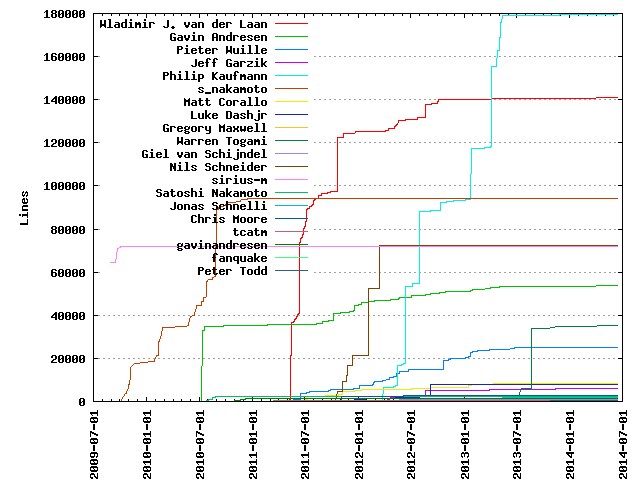 180000
160000
140000
120000
100000
80000
60000
40000
20000
0
Lines
Wladimir J. van der Laan
Gavin Andresen
Pieter Wuille
Jeff Garzik
Philip Kaufmann
s_nakamoto
Matt Corallo
Luke Dashjr
Gregory Maxwell
Warren Togami
Giel van Schijndel
Nils Schneider
sirius-m
Satoshi Nakamoto
Jonas Schnelli
Chris Moore
tcatm
gavinandresen
fanquake
Peter Todd
2009-07-01
2010-01-01
2010-07-01
2011-01-01
2011-07-01
2012-01-01
2012-07-01
2013-01-01
2013-07-01
2014-01-01
2014-07-01